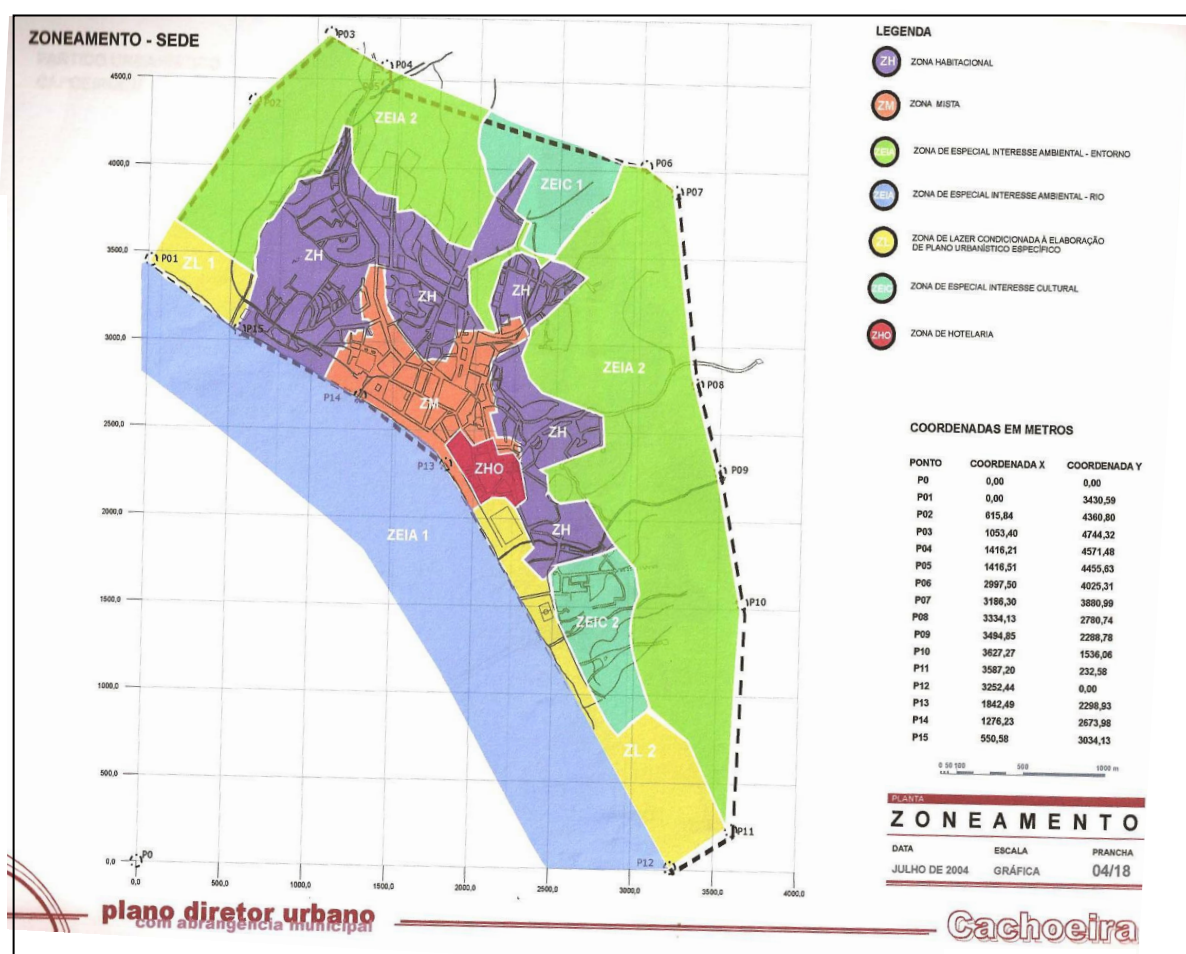 ZONEAMENTO - SEDE
P03
P04
P05
P02
P06
P07
P01
P15
P14
P13
P08
P09
P10
P11
P12
P0
4500,0
4000,0
3500,0
3000,0
2500,0
2000,0
1500,0
1000,0
500,0
0,0
0,0
500,0
1000,0
1500,0
2000,0
2500,0
3000,0
3500,0
4000,0
ZEIA 2
ZEIC 1
ZL 1
ZH
ZH
ZH
ZEIA 2
ZM
ZH
ZHO
ZEIA 1
ZH
ZEIC 2
ZL 2
LEGENDA
ZH ZONA HABITACIONAL
ZM ZONA MISTA
ZEIA ZONA DE ESPECIAL INTERESSE AMBIENTAL - ENTORNO
ZEIA ZONA DE ESPECIAL INTERESSE AMBIENTAL - RIO
ZL ZONA DE LAZER CONDICIONADA À ELABORAÇÃO
DE PLANO URBANÍSTICO ESPECÍFICO
ZEIC ZONA DE ESPECIAL INTERESSE CULTURAL
ZHO ZONA DE HOTELARIA
COORDENADAS EM METROS
PONTO COORDENADA X COORDENADA Y
P0 0,00 0,00
P01 0,00 3430,59
P02 615,84 4360,80
P03 1053,40 4744,32
P04 1416,21 4571,48
P05 1416,51 4455,63
P06 2997,50 4025,31
P07 3186,30 3880,99
P08 3334,13 2780,74
P09 3494,85 2288,78
P10 3627,27 1536,06
P11 3587,20 232,58
P12 3252,44 0,00
P13 1842,49 2298,93
P14 1276,23 2673,98
P15 550,58 3034,13
0 50 100 500 1000 m
PLANTA
ZONEAMENTO
DATA ESCALA PRANCHA
JULHO DE 2004 GRÁFICA 04/18
plano diretor urbano
com abrangência municipal
Cachoeira